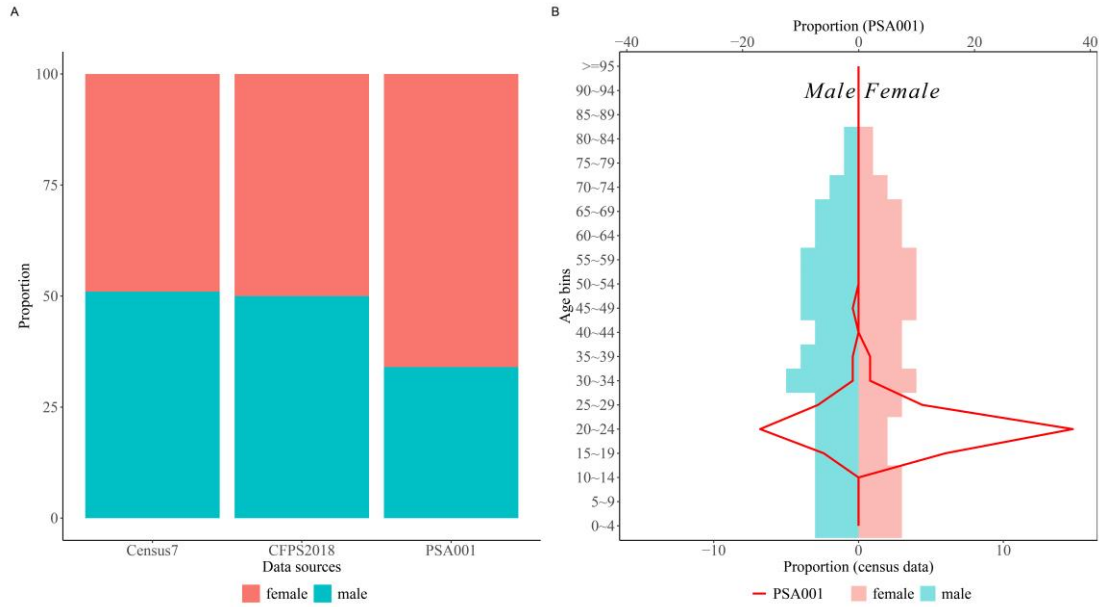 A
Proportion
100
75
50
25
0
Census7 CFPS2018 PSA001
Data sources
female male
B
Proportion (PSA001)
−40 −20 0 20 40
Male Female
Age bins
>=95
90~94
85~89
80~84
75~79
70~74
65~69
60~64
55~59
50~54
45~49
40~44
35~39
30~34
25~29
20~24
15~19
10~14
5~9
0~4
−10 0 10
Proportion (census data)
PSA001 female male